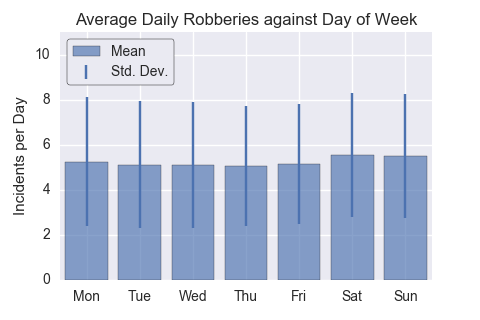 Average Daily Robberies against Day of Week
Mean
Std. Dev.
Incidents per Day
10
8
6
4
2
0
Mon Tue Wed Thu Fri Sat Sun